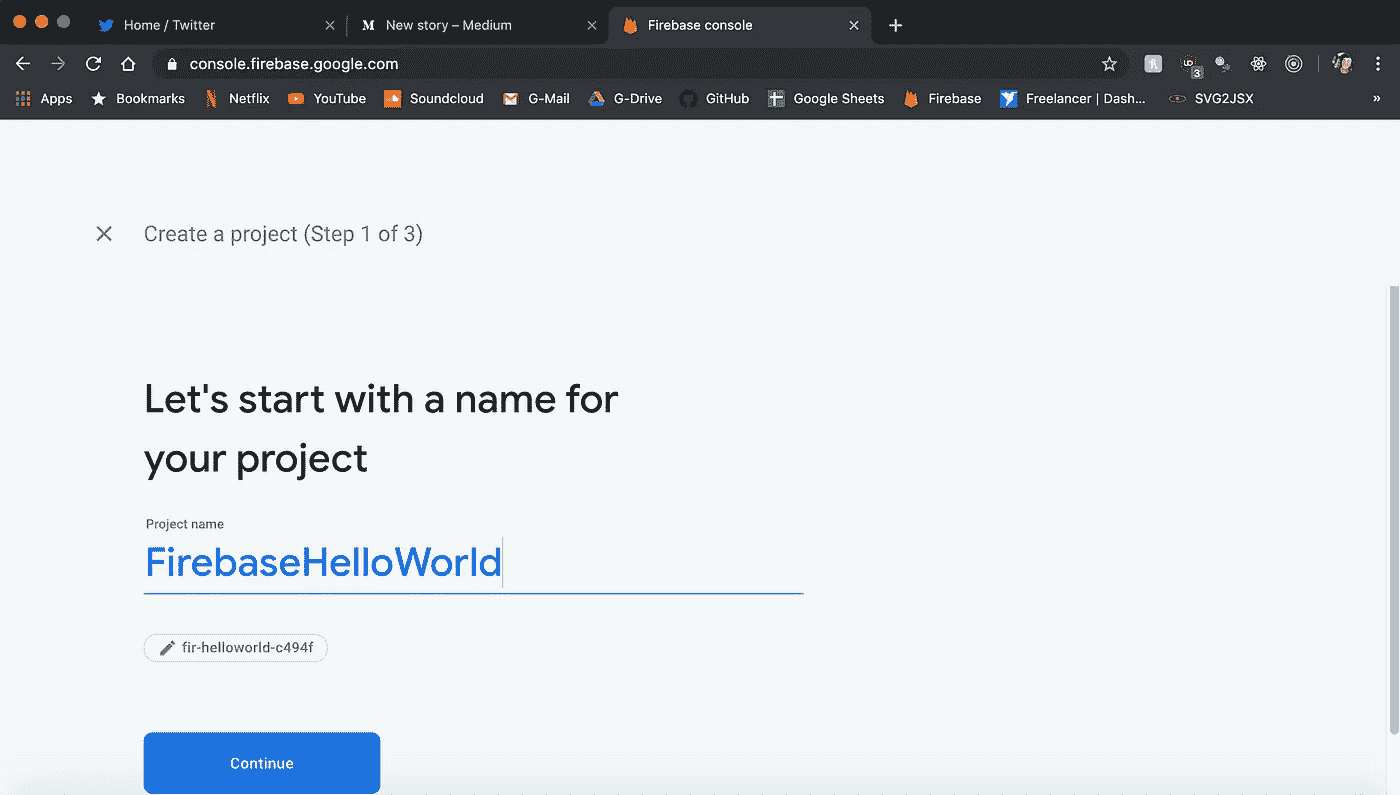 Home / Twitter
M New story – Medium
Firebase console
console.firebase.google.com
3
Apps Bookmarks Netflix YouTube Soundcloud G-Mail G-Drive GitHub Google Sheets Firebase Freelancer | Dash... SVG2JSX »
Create a project (Step 1 of 3)
Let's start with a name for
your project
Project name
FirebaseHelloWorld
fir-helloworld-c494f
Continue